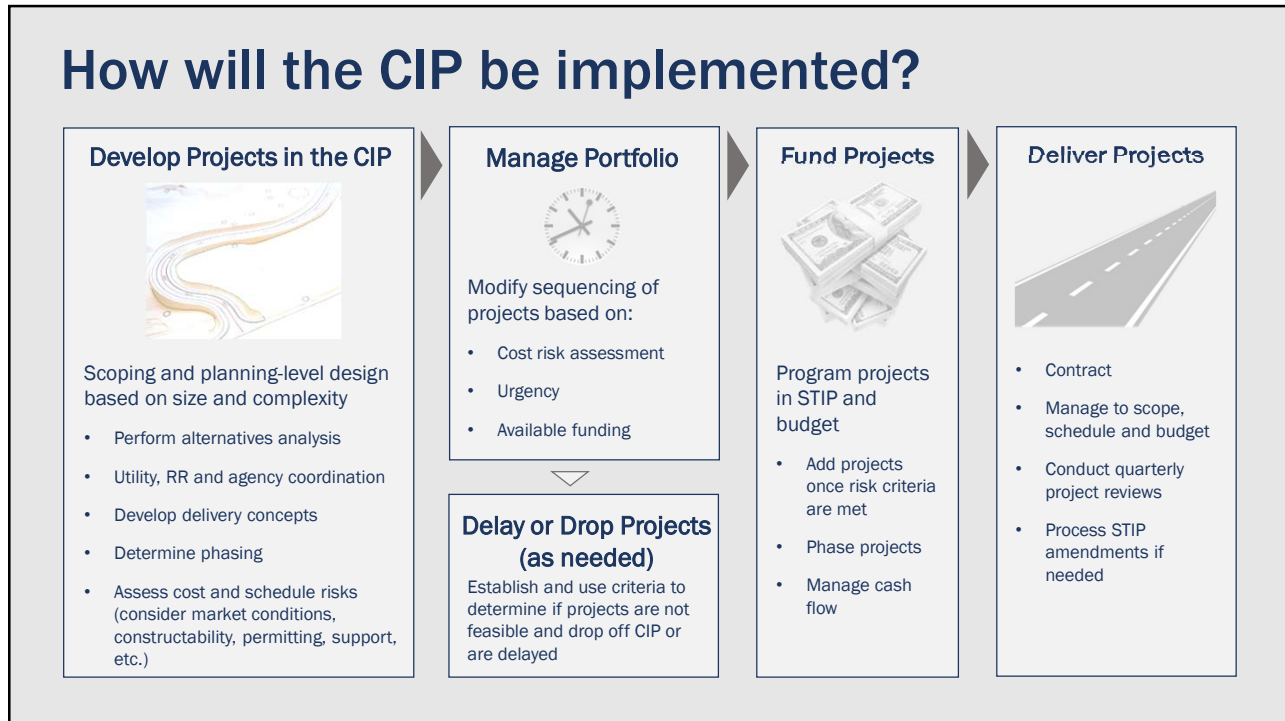 How will the CIP be implemented?
Develop Projects in the CIP
Scoping and planning-level design
based on size and complexity
• Perform alternatives analysis
• Utility, RR and agency coordination
• Develop delivery concepts
• Determine phasing
• Assess cost and schedule risks
(consider market conditions,
constructability, permitting, support,
etc.)
Manage Portfolio
Modify sequencing of
projects based on:
• Cost risk assessment
• Urgency
• Available funding
Delay or Drop Projects
(as needed)
Establish and use criteria to
determine if projects are not
feasible and drop off CIP or
are delayed
Fund Projects
Program projects
in STIP and
budget
• Add projects
once risk criteria
are met
• Phase projects
• Manage cash
flow
Deliver Projects
• Contract
• Manage to scope,
schedule and budget
• Conduct quarterly
project reviews
• Process STIP
amendments if
needed